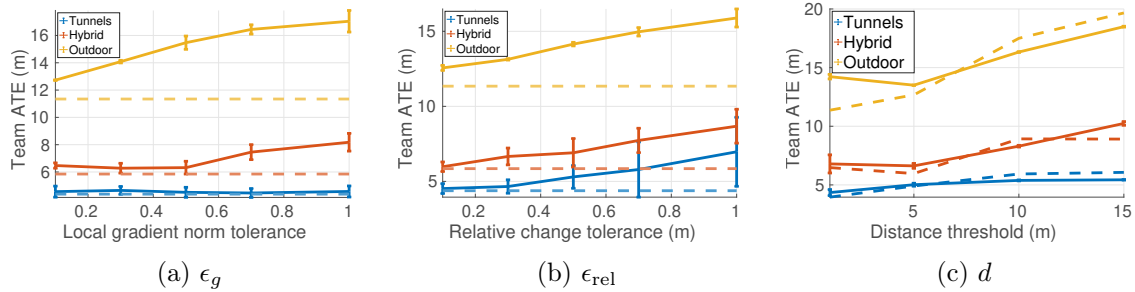 Team ATE (m)
16
14
12
10
8
6
Tunnels
Hybrid
Outdoor
0.2 0.4 0.6 0.8 1
Local gradient norm tolerance
(a) ϵg
Team ATE (m)
15
10
5
Tunnels
Hybrid
Outdoor
0.2 0.4 0.6 0.8 1
Relative change tolerance (m)
(b) ϵrel
Team ATE (m)
20
15
10
5
Tunnels
Hybrid
Outdoor
5 10 15
Distance threshold (m)
(c) d